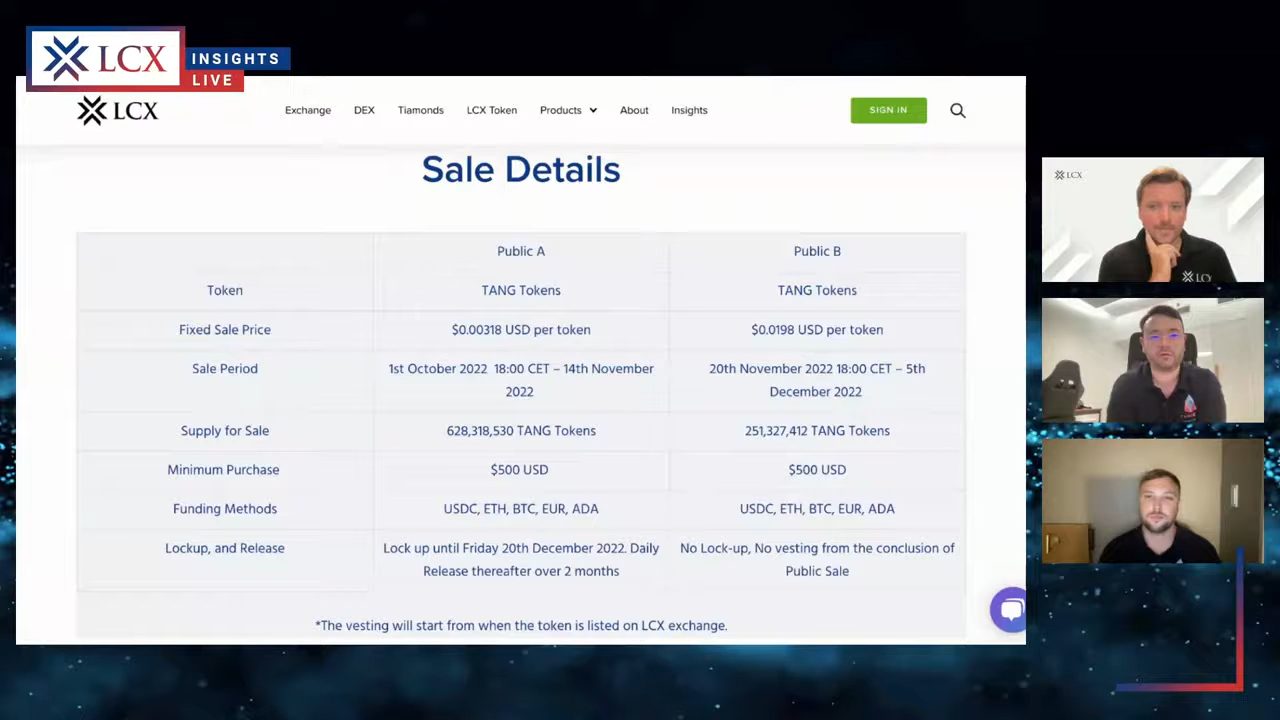 LCX
INSIGHTS
LIVE
LCX
Exchange DEX Tiamonds LCX Token Products About Insights SIGN IN
Sale Details
Public A Public B
Token TANG Tokens TANG Tokens
Fixed Sale Price $0.00318 USD per token $0.0198 USD per token
Sale Period 1st October 2022 18:00 CET – 14th November 20th November 2022 18:00 CET – 5th
2022 December 2022
Supply for Sale 628,318,530 TANG Tokens 251,327,412 TANG Tokens
Minimum Purchase $500 USD $500 USD
Funding Methods USDC, ETH, BTC, EUR, ADA USDC, ETH, BTC, EUR, ADA
Lockup, and Release Lock up until Friday 20th December 2022. Daily No Lock-up, No vesting from the conclusion of
Release thereafter over 2 months Public Sale
*The vesting will start from when the token is listed on LCX exchange.
LCX